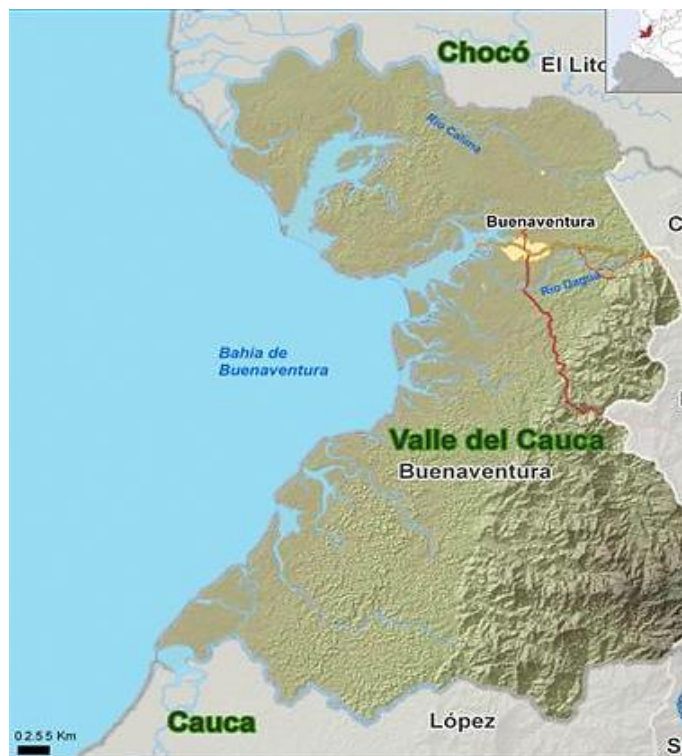 Chocó
El Lito
Río Calima
C
Buenaventura
Río Dagua
Bahía de
Buenaventura
Valle del Cauca
Buenaventura
Cauca
López
0 2.5 5 Km
S